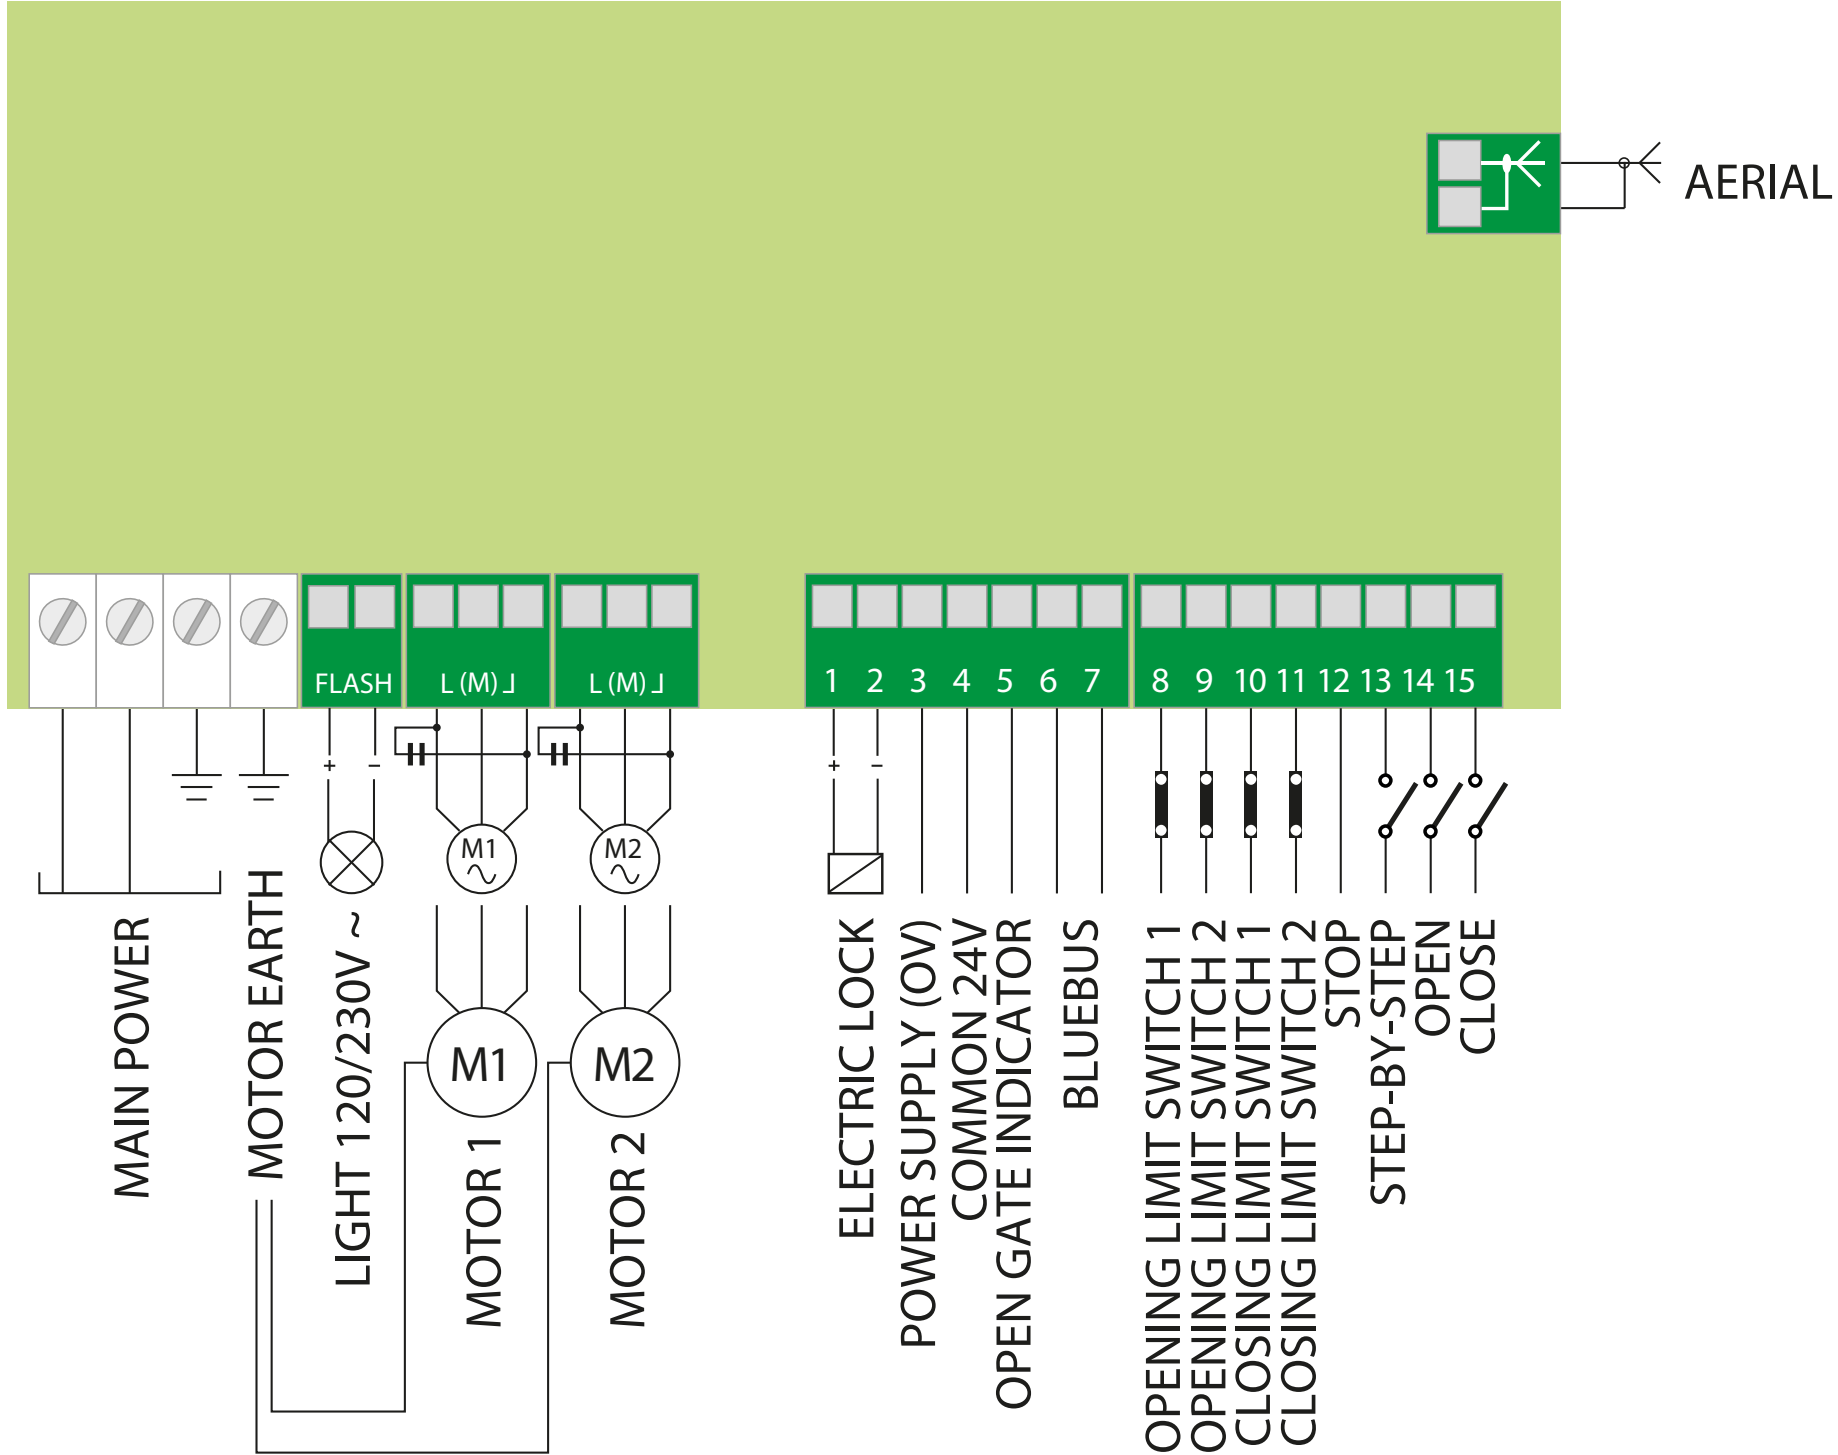 AERIAL
FLASH
L (M) ⅃
L (M) ⅃
1 2 3 4 5 6 7
8 9 10 11 12 13 14 15
+ −
+ −
M1
M2
MAIN POWER
MOTOR EARTH
LIGHT 120/230V ~
M1
MOTOR 1
M2
MOTOR 2
ELECTRIC LOCK
POWER SUPPLY (OV)
COMMON 24V
OPEN GATE INDICATOR
BLUEBUS
OPENING LIMIT SWITCH 1
OPENING LIMIT SWITCH 2
CLOSING LIMIT SWITCH 1
CLOSING LIMIT SWITCH 2
STOP
STEP-BY-STEP
OPEN
CLOSE